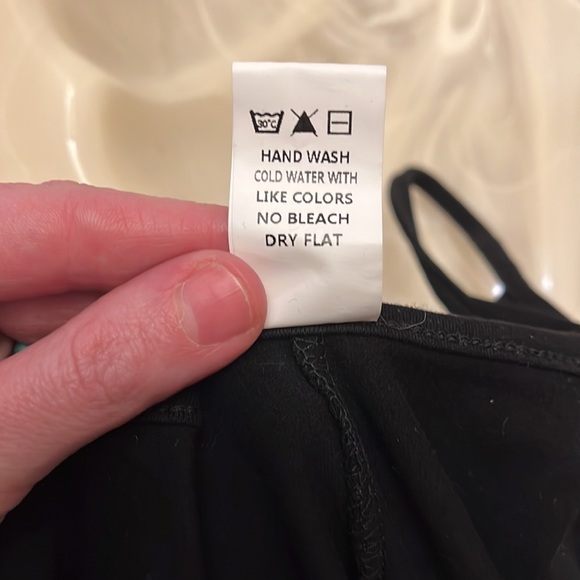 30°C
HAND WASH
COLD WATER WITH
LIKE COLORS
NO BLEACH
DRY FLAT